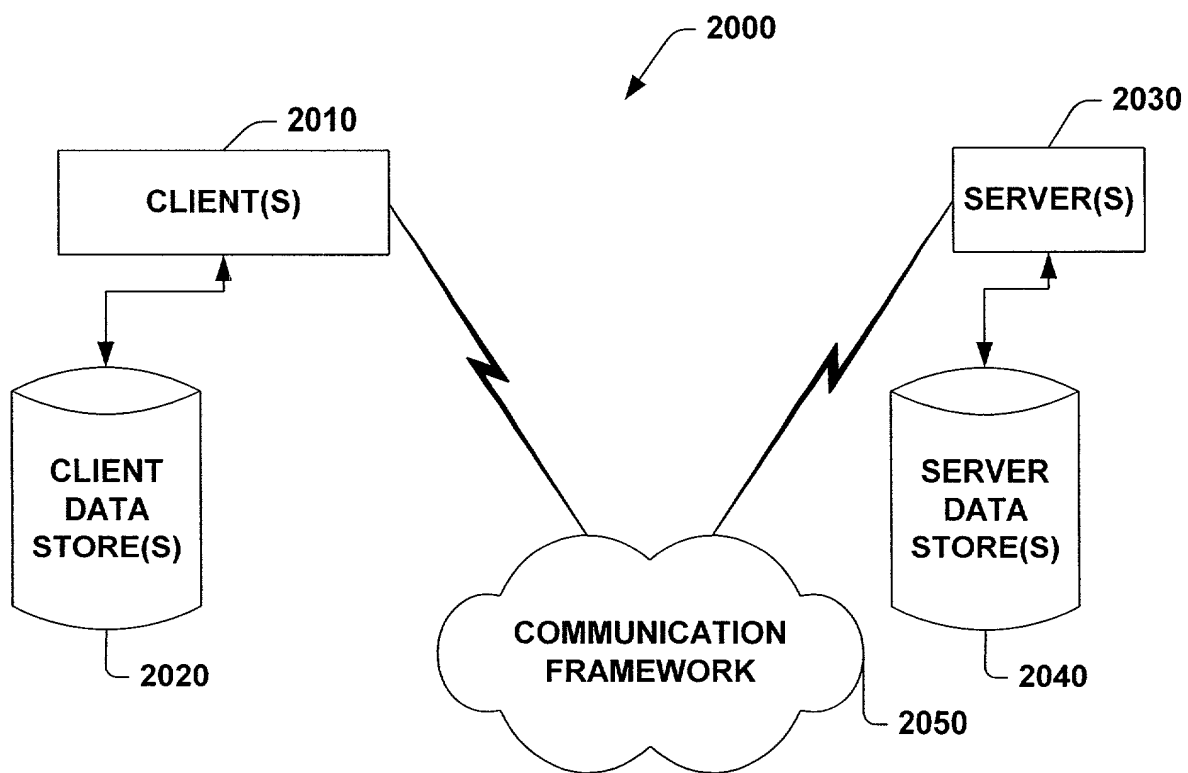 2000
2010
2030
CLIENT(S)
SERVER(S)
CLIENT
DATA
STORE(S)
SERVER
DATA
STORE(S)
COMMUNICATION
FRAMEWORK
2020
2040
2050